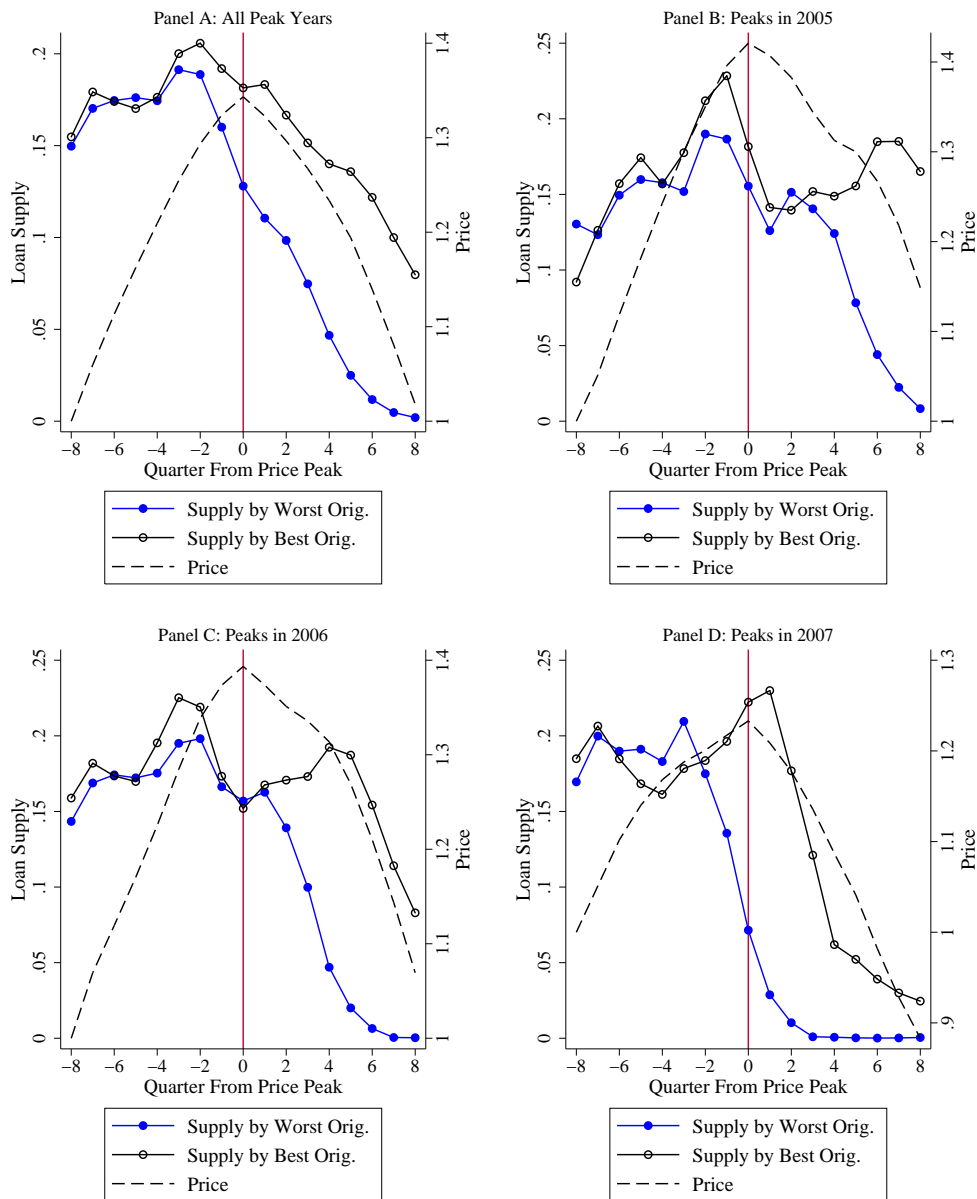 Panel A: All Peak Years
Loan Supply
0 .05 .1 .15 .2
Price
1 1.1 1.2 1.3 1.4
−8 −6 −4 −2 0 2 4 6 8
Quarter From Price Peak
Supply by Worst Orig.
Supply by Best Orig.
Price
Panel B: Peaks in 2005
Loan Supply
0 .05 .1 .15 .2 .25
Price
1 1.1 1.2 1.3 1.4
−8 −6 −4 −2 0 2 4 6 8
Quarter From Price Peak
Supply by Worst Orig.
Supply by Best Orig.
Price
Panel C: Peaks in 2006
Loan Supply
0 .05 .1 .15 .2 .25
Price
1 1.1 1.2 1.3 1.4
−8 −6 −4 −2 0 2 4 6 8
Quarter From Price Peak
Supply by Worst Orig.
Supply by Best Orig.
Price
Panel D: Peaks in 2007
Loan Supply
0 .05 .1 .15 .2 .25
Price
.9 1 1.1 1.2 1.3
−8 −6 −4 −2 0 2 4 6 8
Quarter From Price Peak
Supply by Worst Orig.
Supply by Best Orig.
Price